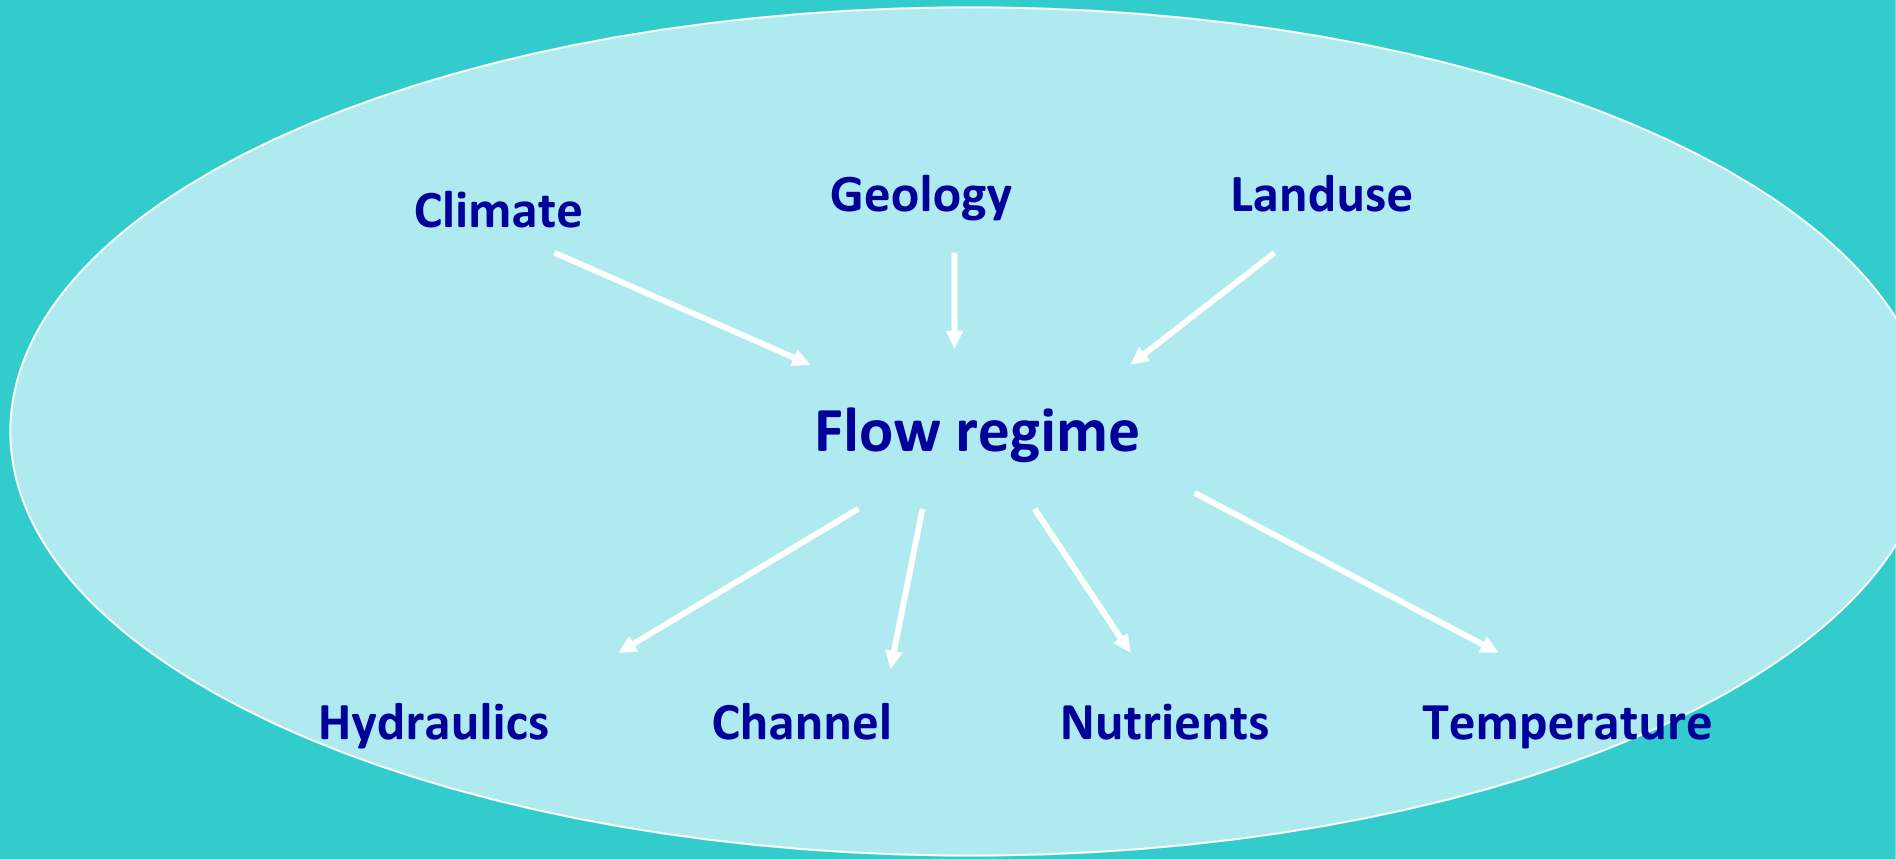 Climate
Geology
Landuse
Flow regime
Hydraulics
Channel
Nutrients
Temperature